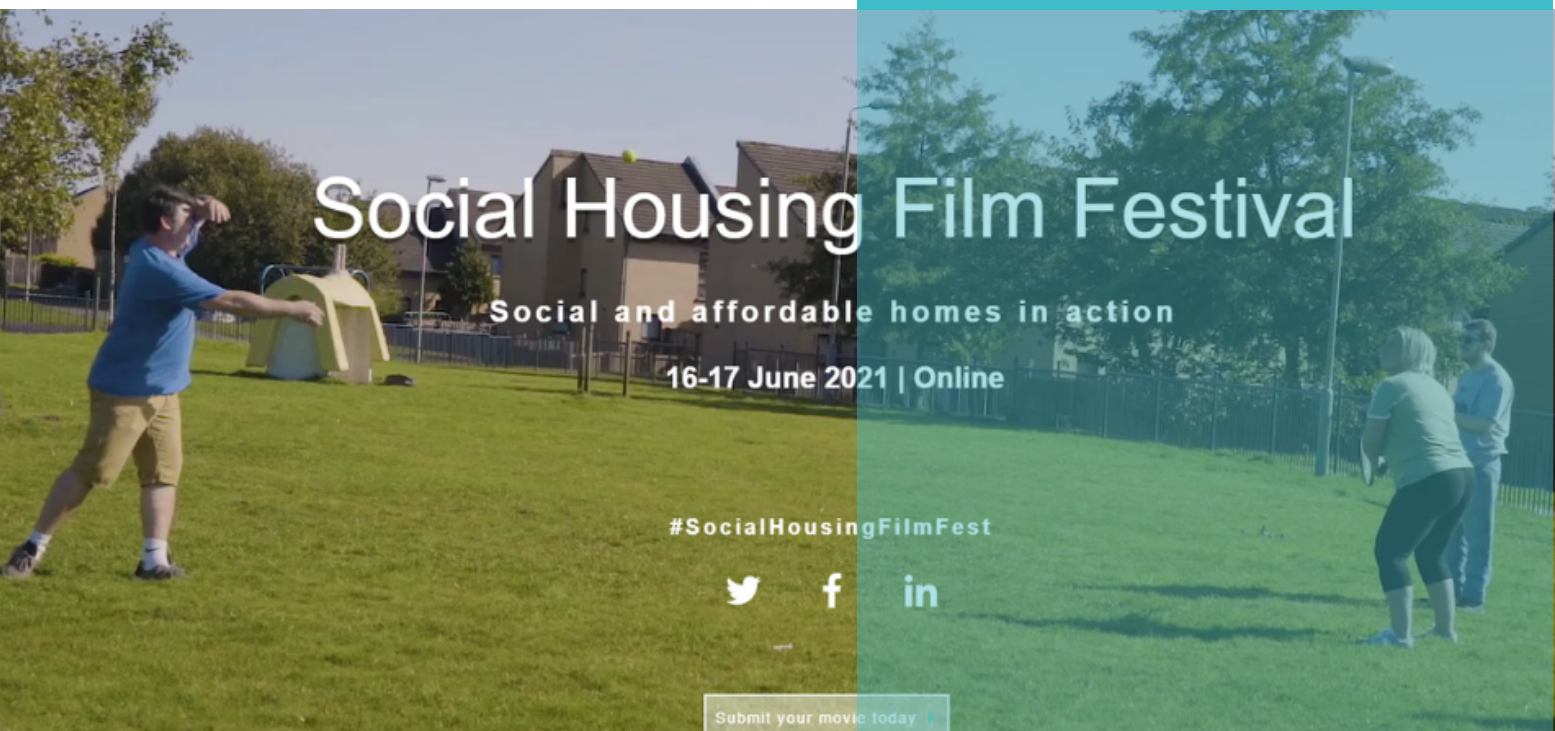 Social Housing Film Festival
Social and affordable homes in action
16-17 June 2021 | Online
#SocialHousingFilmFest
Submit your movie today